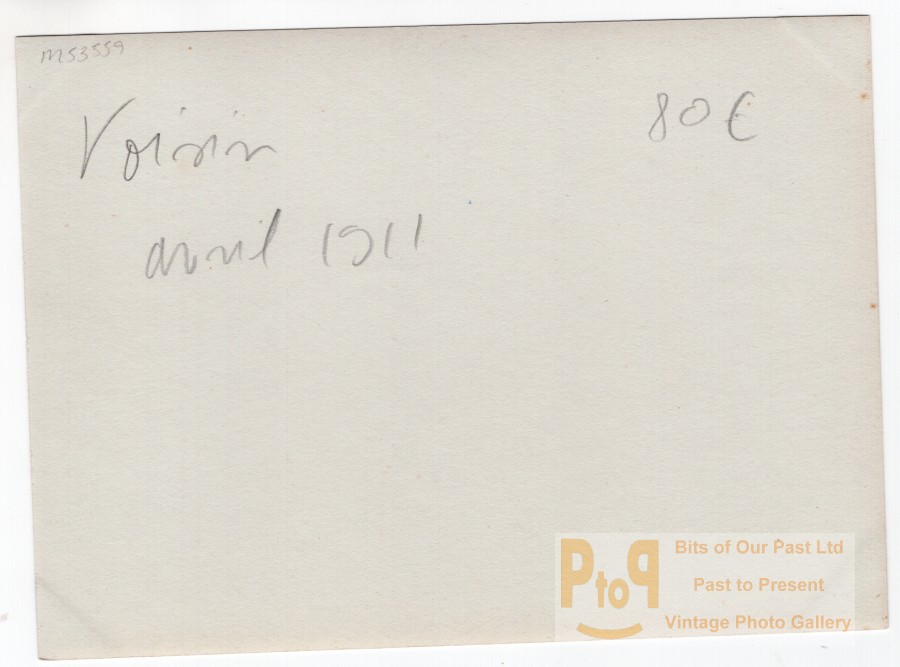 M53559
Voisin
80 €
avril 1911
PtoP
Bits of Our Past Ltd
Past to Present
Vintage Photo Gallery